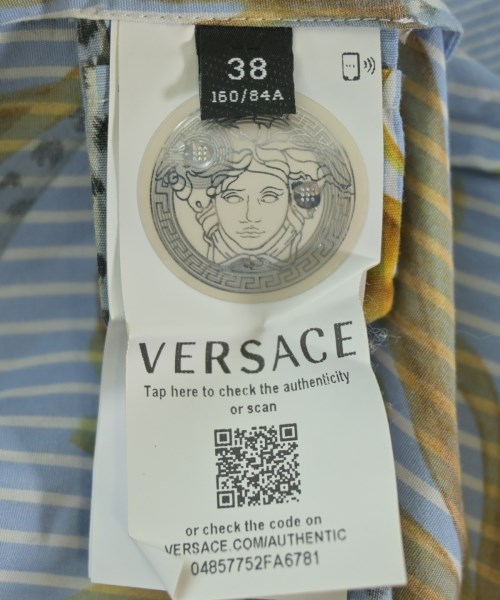 38
160/84A
VERSACE
Tap here to check the authenticity
or scan
or check the code on
VERSACE.COM/AUTHENTIC
04857752FA6781